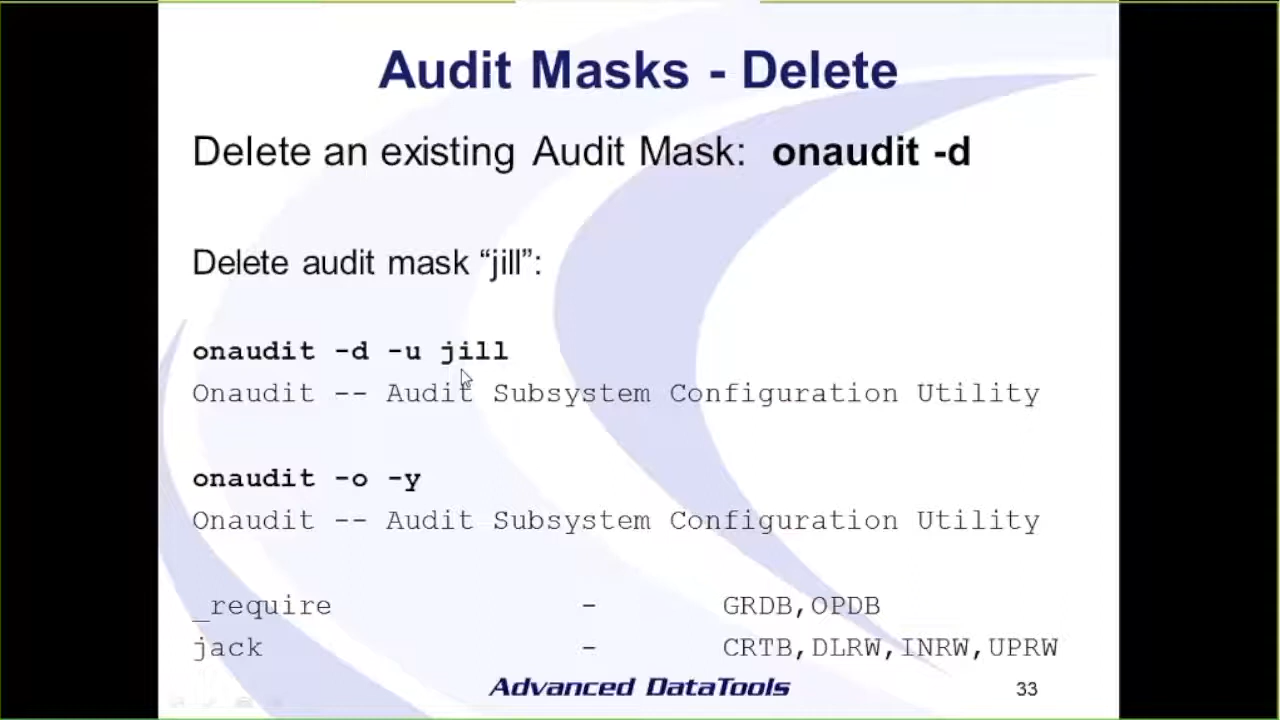 Audit Masks - Delete
Delete an existing Audit Mask: onaudit -d
Delete audit mask “jill”:
onaudit -d -u jill
Onaudit -- Audit Subsystem Configuration Utility
onaudit -o -y
Onaudit -- Audit Subsystem Configuration Utility
_require - GRDB,OPDB
jack - CRTB,DLRW,INRW,UPRW
Advanced DataTools 33